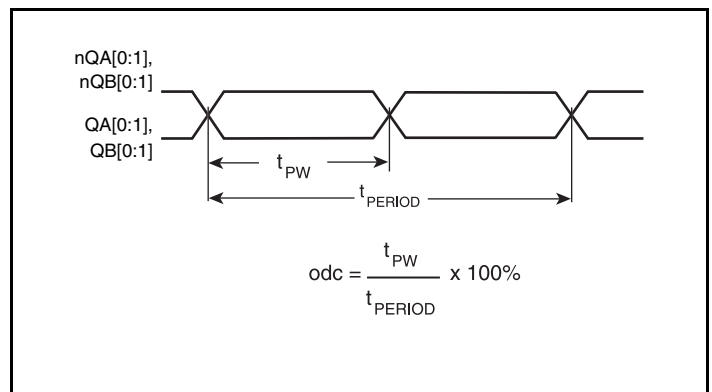 nQA[0:1],
nQB[0:1]
QA[0:1],
QB[0:1]
tPW
tPERIOD
odc = tPW / tPERIOD x 100%